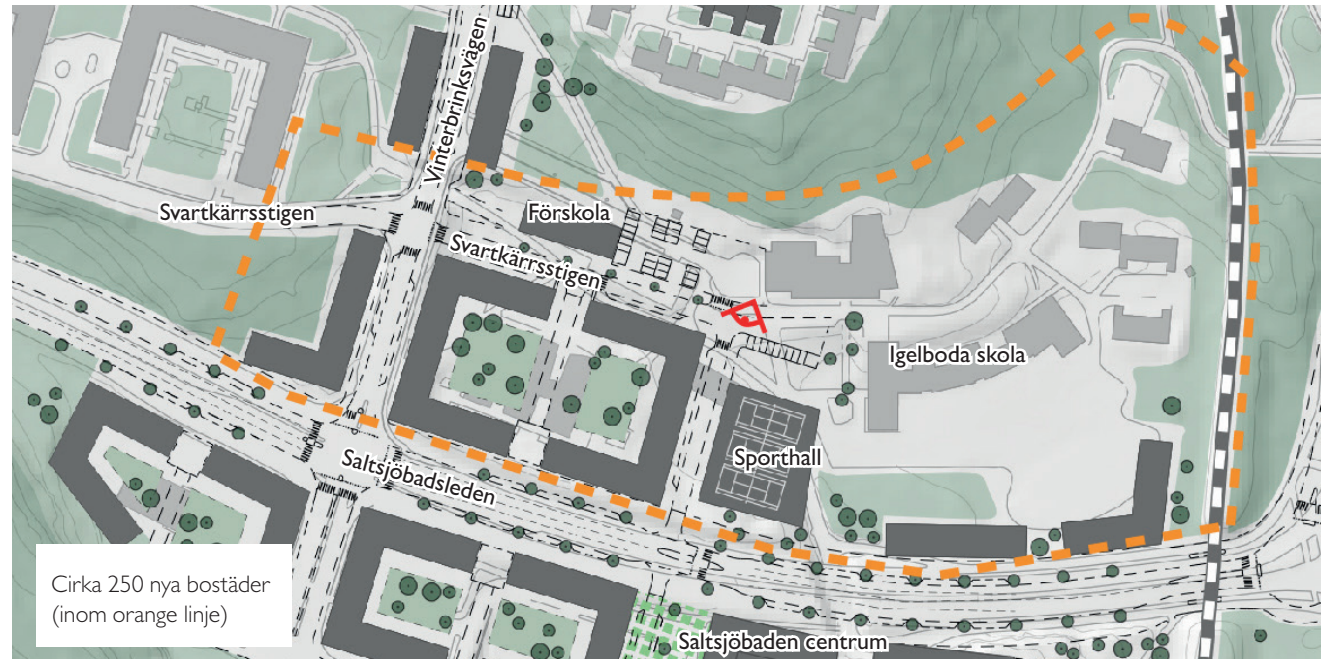 Vinterbrinksvägen
Svartkärrsstigen
Förskola
Svartkärrsstigen
Igelboda skola
Sporthall
Saltsjöbadsleden
Cirka 250 nya bostäder
(inom orange linje)
Saltsjöbaden centrum